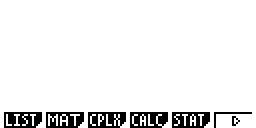 LIST MAT CPLX CALC STAT ▷